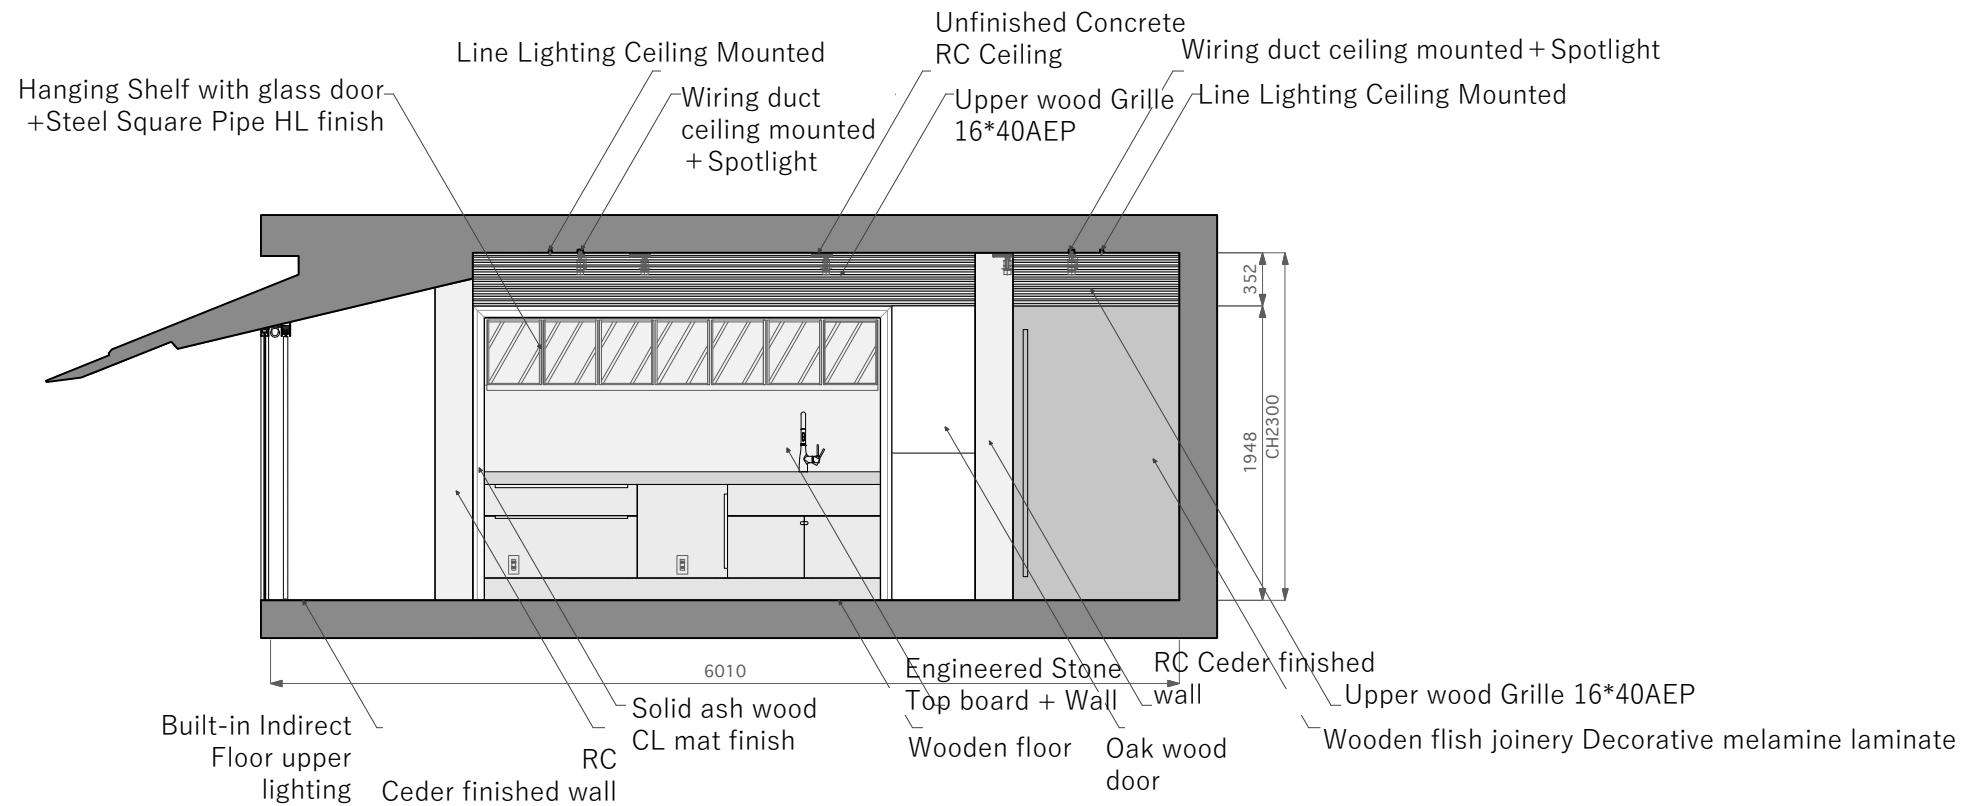 Unfinished Concrete
RC Ceiling
Line Lighting Ceiling Mounted
Wiring duct ceiling mounted+Spotlight
Hanging Shelf with glass door
+Steel Square Pipe HL finish
Wiring duct
ceiling mounted
+Spotlight
Upper wood Grille
16*40AEP
Line Lighting Ceiling Mounted
352
1948
CH2300
6010
Engineered Stone
Top board + Wall
RC Ceder finished
wall
Upper wood Grille 16*40AEP
Built-in Indirect
Floor upper
lighting
Solid ash wood
CL mat finish
RC
Ceder finished wall
Wooden floor
Oak wood
door
Wooden flish joinery Decorative melamine laminate